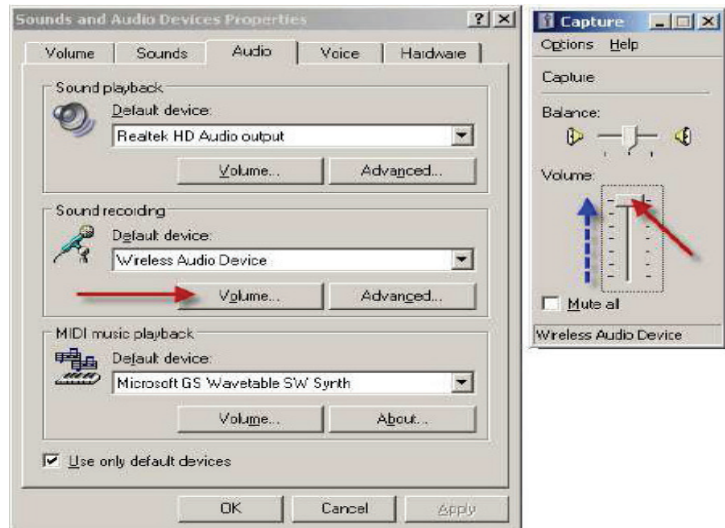 Sounds and Audio Devices Properties
Volume
Sounds
Audio
Voice
Hardware
Sound playback
Default device:
Realtek HD Audio output
Volume...
Advanced...
Sound recording
Default device:
Wireless Audio Device
Volume...
Advanced...
MIDI music playback
Default device:
Microsoft GS Wavetable SW Synth
Volume...
About...
Use only default devices
OK
Cancel
Apply
Capture
Options Help
Capture
Balance:
Volume:
Mute all
Wireless Audio Device